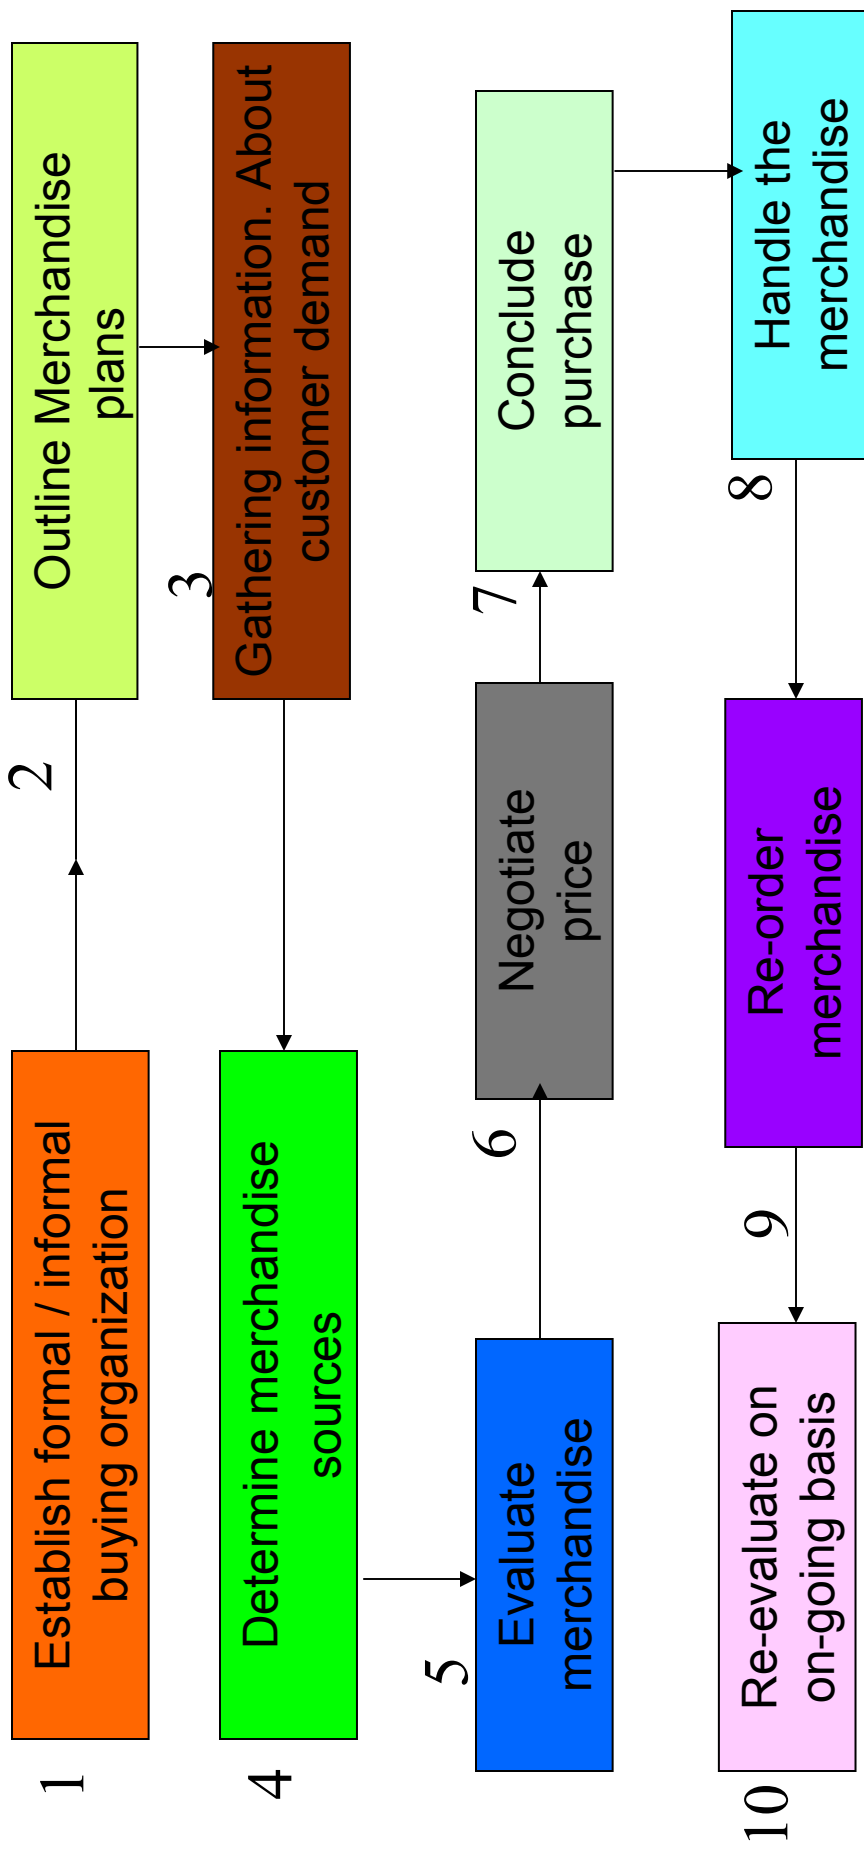 1
Establish formal / informal
buying organization
2
Outline Merchandise
plans
3
Gathering information. About
customer demand
4
Determine merchandise
sources
5
Evaluate
merchandise
6
Negotiate
price
7
Conclude
purchase
8
Handle the
merchandise
9
Re-order
merchandise
10
Re-evaluate on
on-going basis